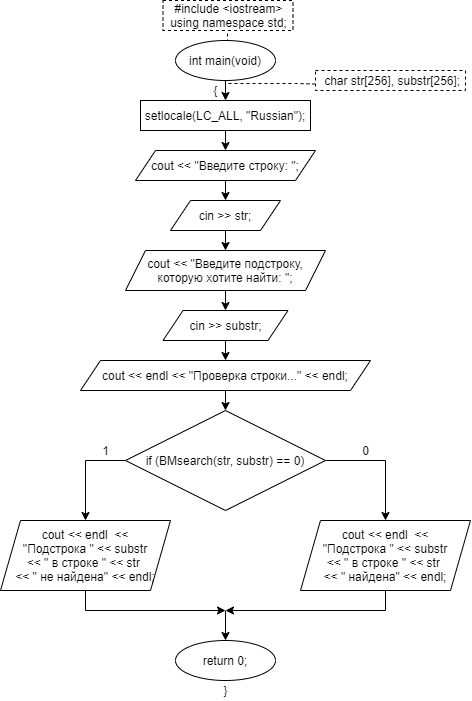 #include <iostream>
using namespace std;
int main(void)
char str[256], substr[256];
{
setlocale(LC_ALL, "Russian");
cout << "Введите строку: ";
cin >> str;
cout << "Введите подстроку,
которую хотите найти: ";
cin >> substr;
cout << endl << "Проверка строки..." << endl;
if (BMsearch(str, substr) == 0)
1
0
cout << endl <<
"Подстрока " << substr
<< " в строке " << str
<< " не найдена" << endl;
cout << endl <<
"Подстрока " << substr
<< " в строке " << str
<< " найдена" << endl;
return 0;
}